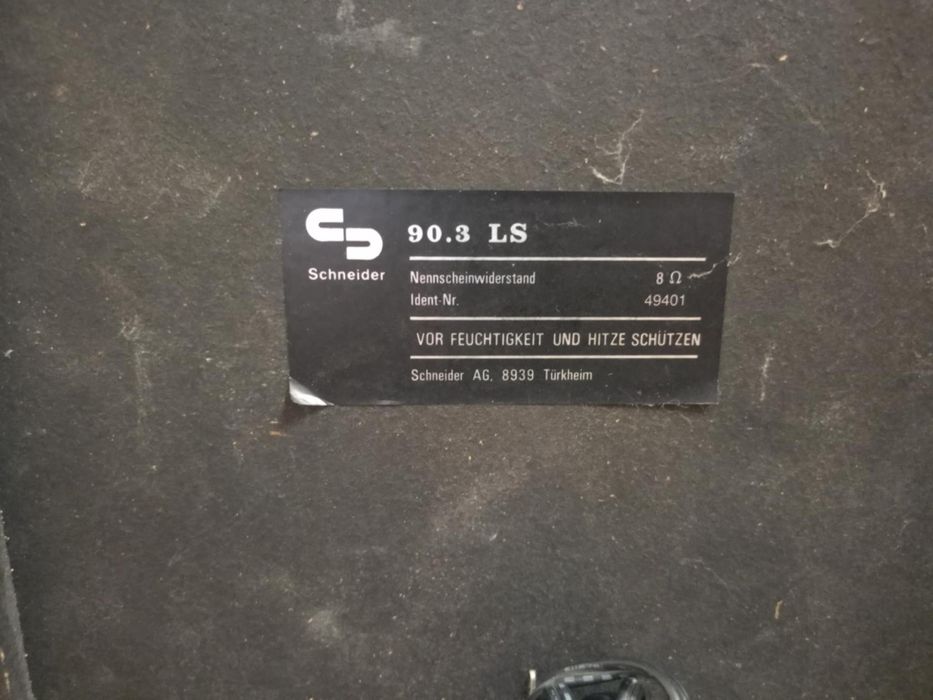 90.3 LS
Schneider
Nennscheinwiderstand 8 Ω
Ident-Nr. 49401
VOR FEUCHTIGKEIT UND HITZE SCHÜTZEN
Schneider AG, 8939 Türkheim